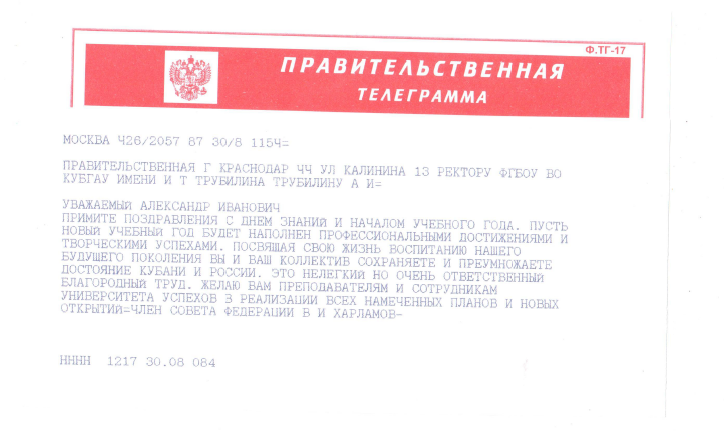 Ф.ТГ-17
ПРАВИТЕЛЬСТВЕННАЯ
ТЕЛЕГРАММА
МОСКВА Ч26/2057 87 30/8 1154=
ПРАВИТЕЛЬСТВЕННАЯ Г КРАСНОДАР ЧЧ УЛ КАЛИНИНА 13 РЕКТОРУ ФГБОУ ВО
КУБГАУ ИМЕНИ И Т ТРУБИЛИНА ТРУБИЛИНУ А И=
УВАЖАЕМЫЙ АЛЕКСАНДР ИВАНОВИЧ
ПРИМИТЕ ПОЗДРАВЛЕНИЯ С ДНЕМ ЗНАНИЙ И НАЧАЛОМ УЧЕБНОГО ГОДА. ПУСТЬ
НОВЫЙ УЧЕБНЫЙ ГОД БУДЕТ НАПОЛНЕН ПРОФЕССИОНАЛЬНЫМИ ДОСТИЖЕНИЯМИ И
ТВОРЧЕСКИМИ УСПЕХАМИ. ПОСВЯЩАЯ СВОЮ ЖИЗНЬ ВОСПИТАНИЮ НАШЕГО
БУДУЩЕГО ПОКОЛЕНИЯ ВЫ И ВАШ КОЛЛЕКТИВ СОХРАНЯЕТЕ И ПРЕУМНОЖАЕТЕ
ДОСТОЯНИЕ КУБАНИ И РОССИИ. ЭТО НЕЛЕГКИЙ НО ОЧЕНЬ ОТВЕТСТВЕННЫЙ
БЛАГОРОДНЫЙ ТРУД. ЖЕЛАЮ ВАМ ПРЕПОДАВАТЕЛЯМ И СОТРУДНИКАМ
УНИВЕРСИТЕТА УСПЕХОВ З РЕАЛИЗАЦИИ ВСЕХ НАМЕЧЕННЫХ ПЛАНОВ И НОВЫХ
ОТКРЫТИЙ=ЧЛЕН СОВЕТА ФЕДЕРАЦИИ В И ХАРЛАМОВ-
НННН 1217 30.08 084